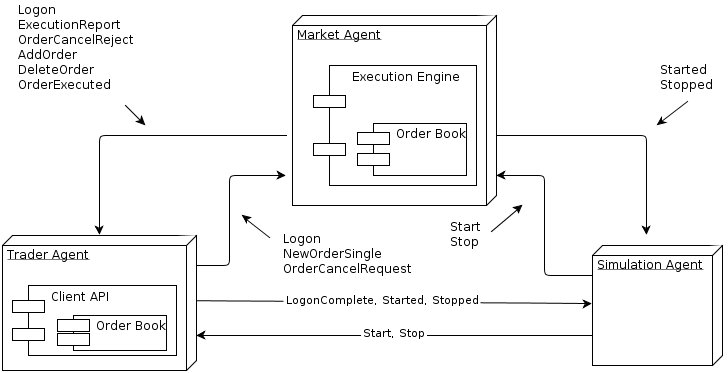 Logon
ExecutionReport
OrderCancelReject
AddOrder
DeleteOrder
OrderExecuted
Market Agent
Execution Engine
Order Book
Started
Stopped
Logon
NewOrderSingle
OrderCancelRequest
Start
Stop
Trader Agent
Client API
Order Book
LogonComplete, Started, Stopped
Start, Stop
Simulation Agent